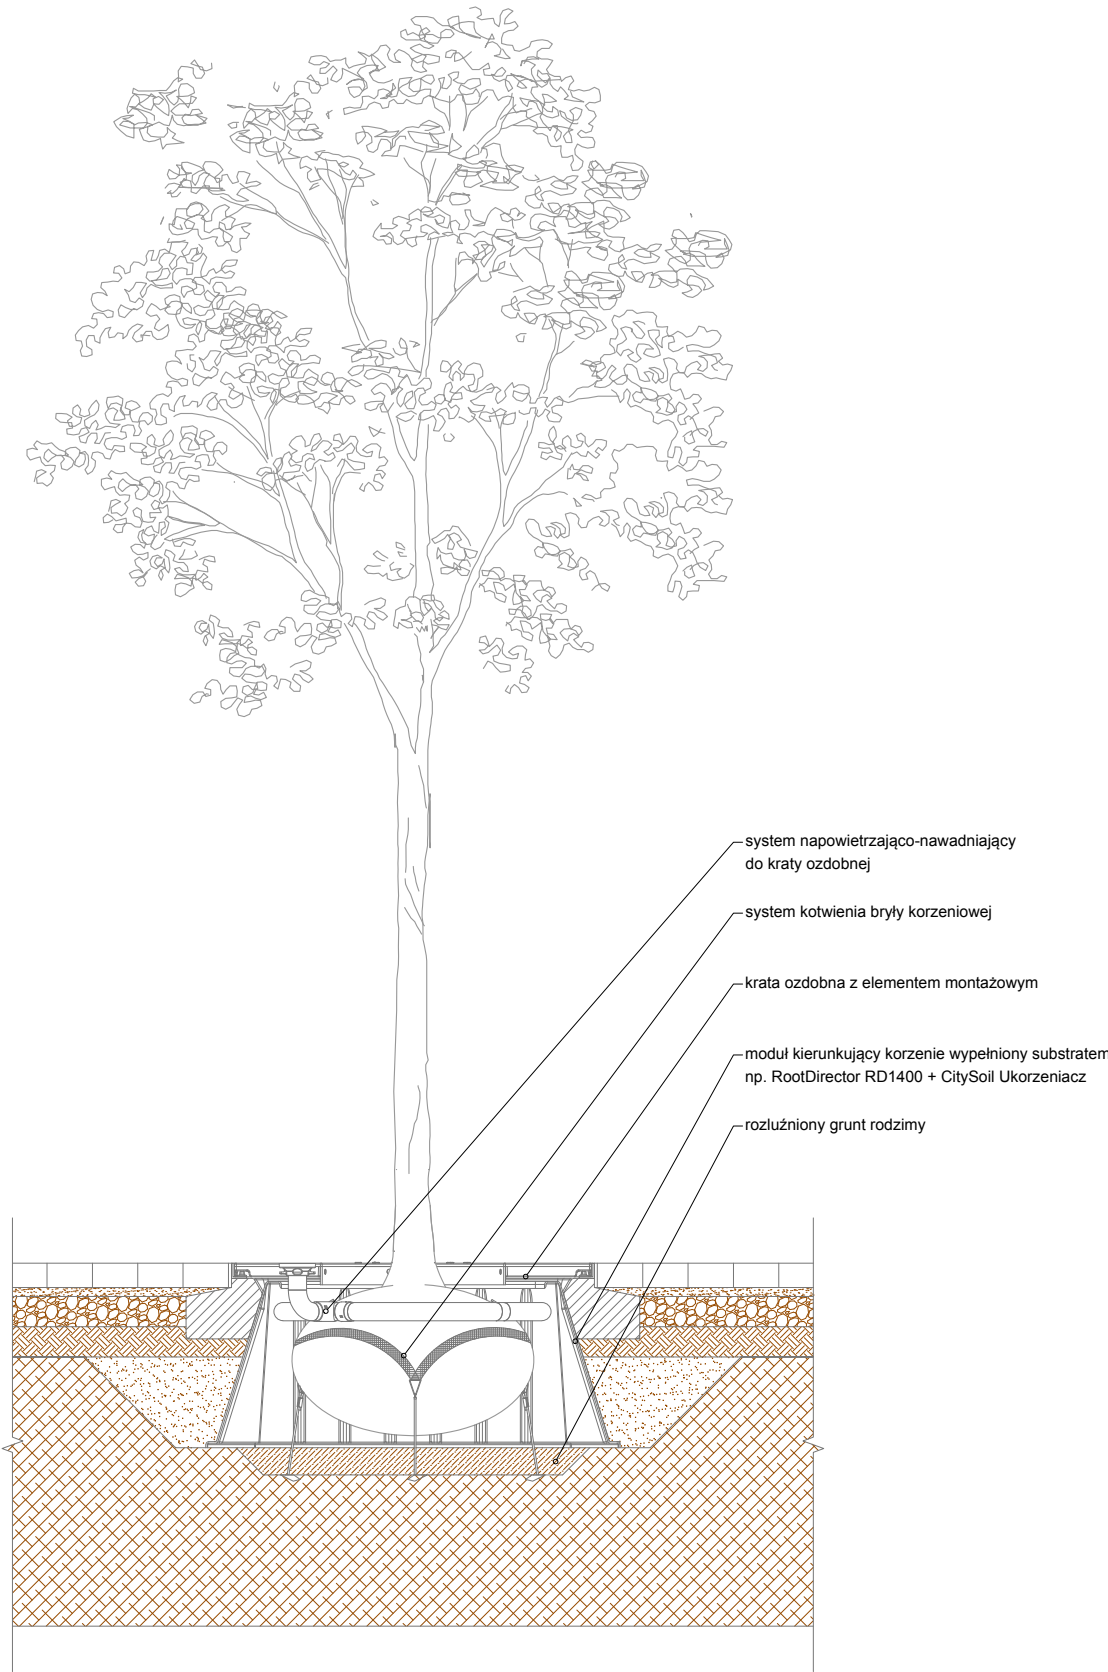 system napowietrzająco-nawadniający
do kraty ozdobnej
system kotwienia bryły korzeniowej
krata ozdobna z elementem montażowym
moduł kierunkujący korzenie wypełniony substratem
np. RootDirector RD1400 + CitySoil Ukorzeniacz
rozluźniony grunt rodzimy